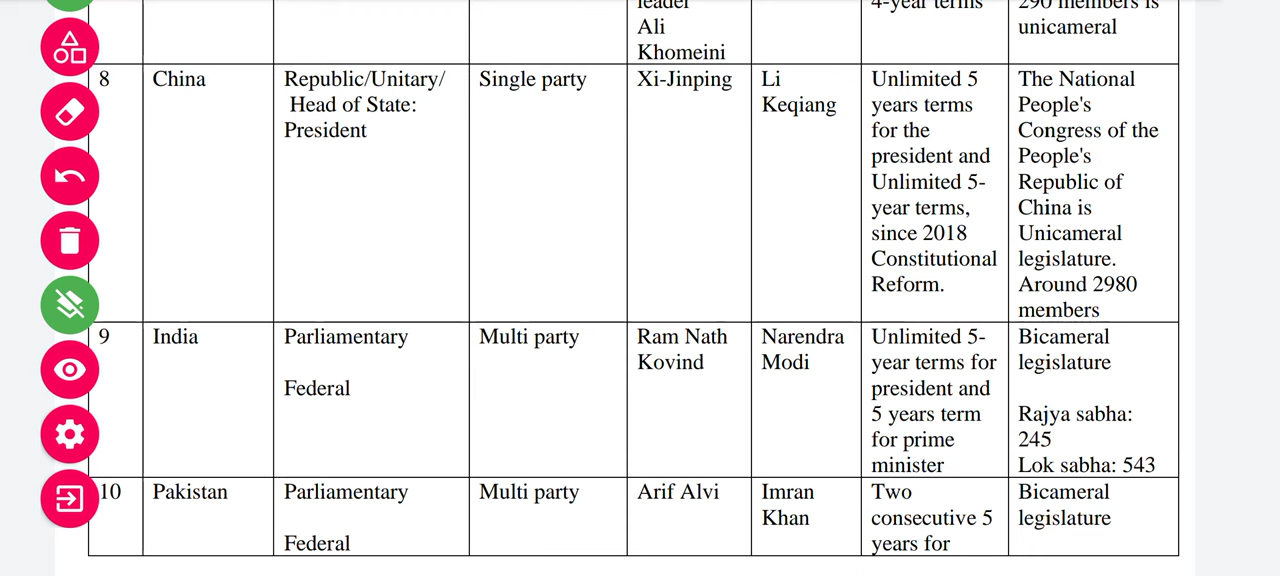 leader
Ali
Khomeini
4-year terms
290 members is
unicameral
8
China
Republic/Unitary/
Head of State:
President
Single party
Xi-Jinping
Li
Keqiang
Unlimited 5
years terms
for the
president and
Unlimited 5-
year terms,
since 2018
Constitutional
Reform.
The National
People's
Congress of the
People's
Republic of
China is
Unicameral
legislature.
Around 2980
members
9
India
Parliamentary
Federal
Multi party
Ram Nath
Kovind
Narendra
Modi
Unlimited 5-
year terms for
president and
5 years term
for prime
minister
Bicameral
legislature
Rajya sabha:
245
Lok sabha: 543
10
Pakistan
Parliamentary
Federal
Multi party
Arif Alvi
Imran
Khan
Two
consecutive 5
years for
Bicameral
legislature